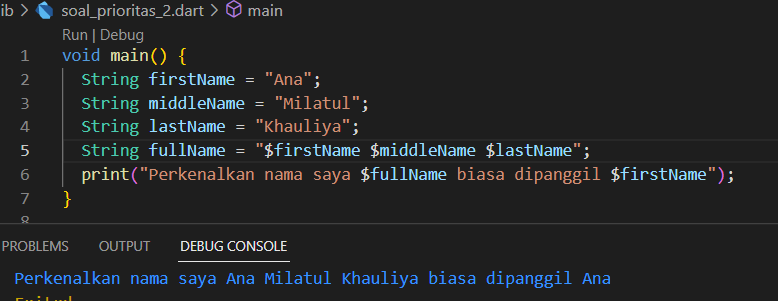 ib > soal_prioritas_2.dart > main
Run | Debug
1 void main() {
2 String firstName = "Ana";
3 String middleName = "Milatul";
4 String lastName = "Khauliya";
5 String fullName = "$firstName $middleName $lastName";
6 print("Perkenalkan nama saya $fullName biasa dipanggil $firstName");
7 }
8
PROBLEMS OUTPUT DEBUG CONSOLE
Perkenalkan nama saya Ana Milatul Khauliya biasa dipanggil Ana